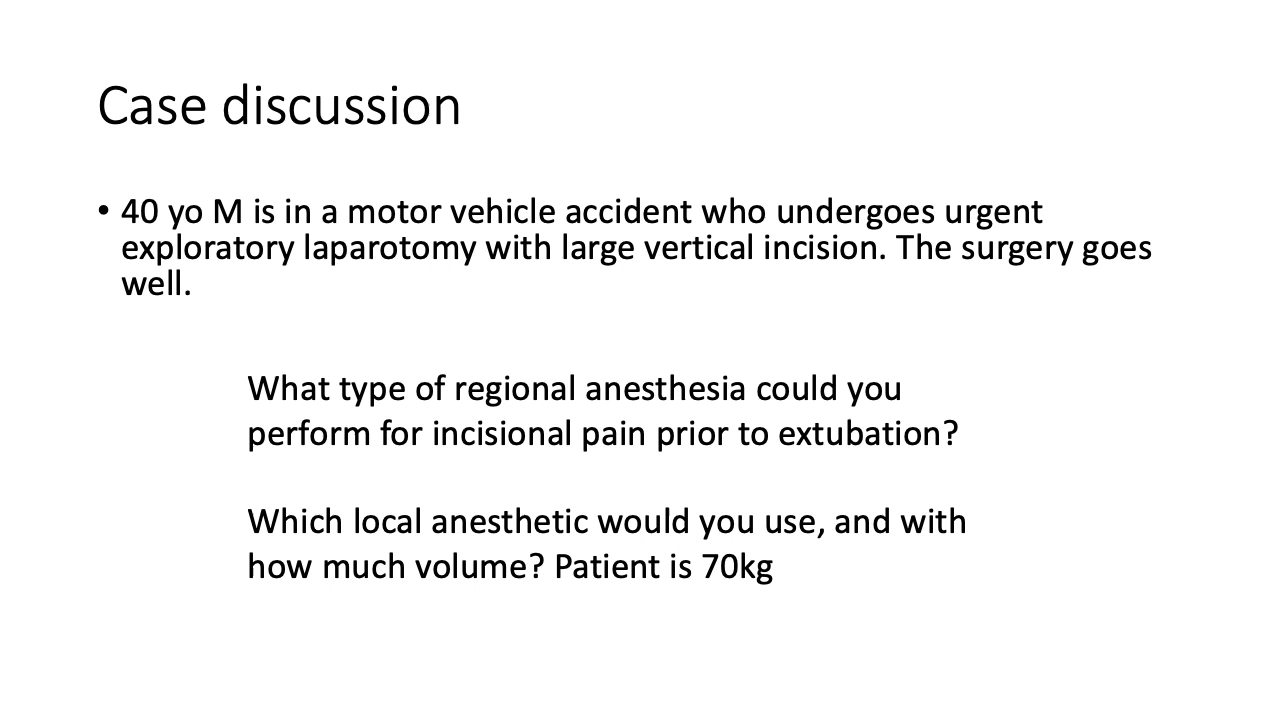 Case discussion
• 40 yo M is in a motor vehicle accident who undergoes urgent
exploratory laparotomy with large vertical incision. The surgery goes
well.
What type of regional anesthesia could you
perform for incisional pain prior to extubation?
Which local anesthetic would you use, and with
how much volume? Patient is 70kg